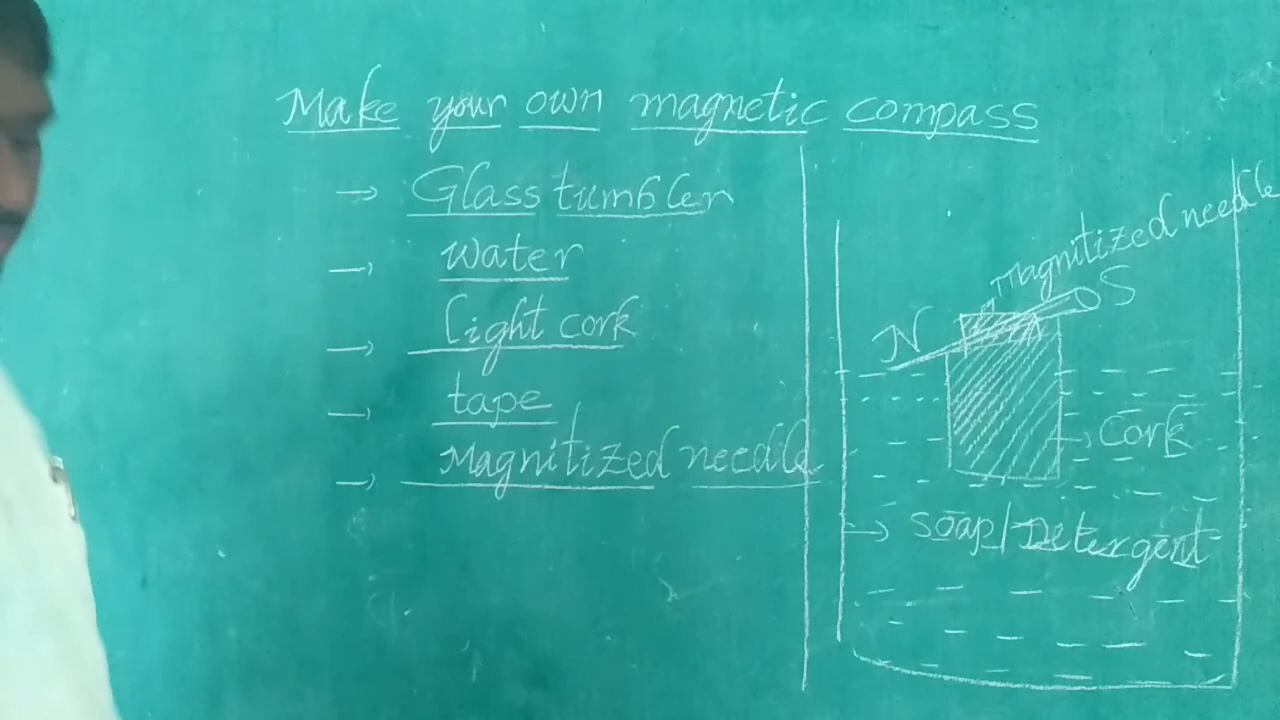 Make your own magnetic compass
→ Glass tumbler
→ water
→ light cork
→ tape
→ Magnitized needle
Magnitized needle
N
S
→ Cork
→ Soap/Detergent